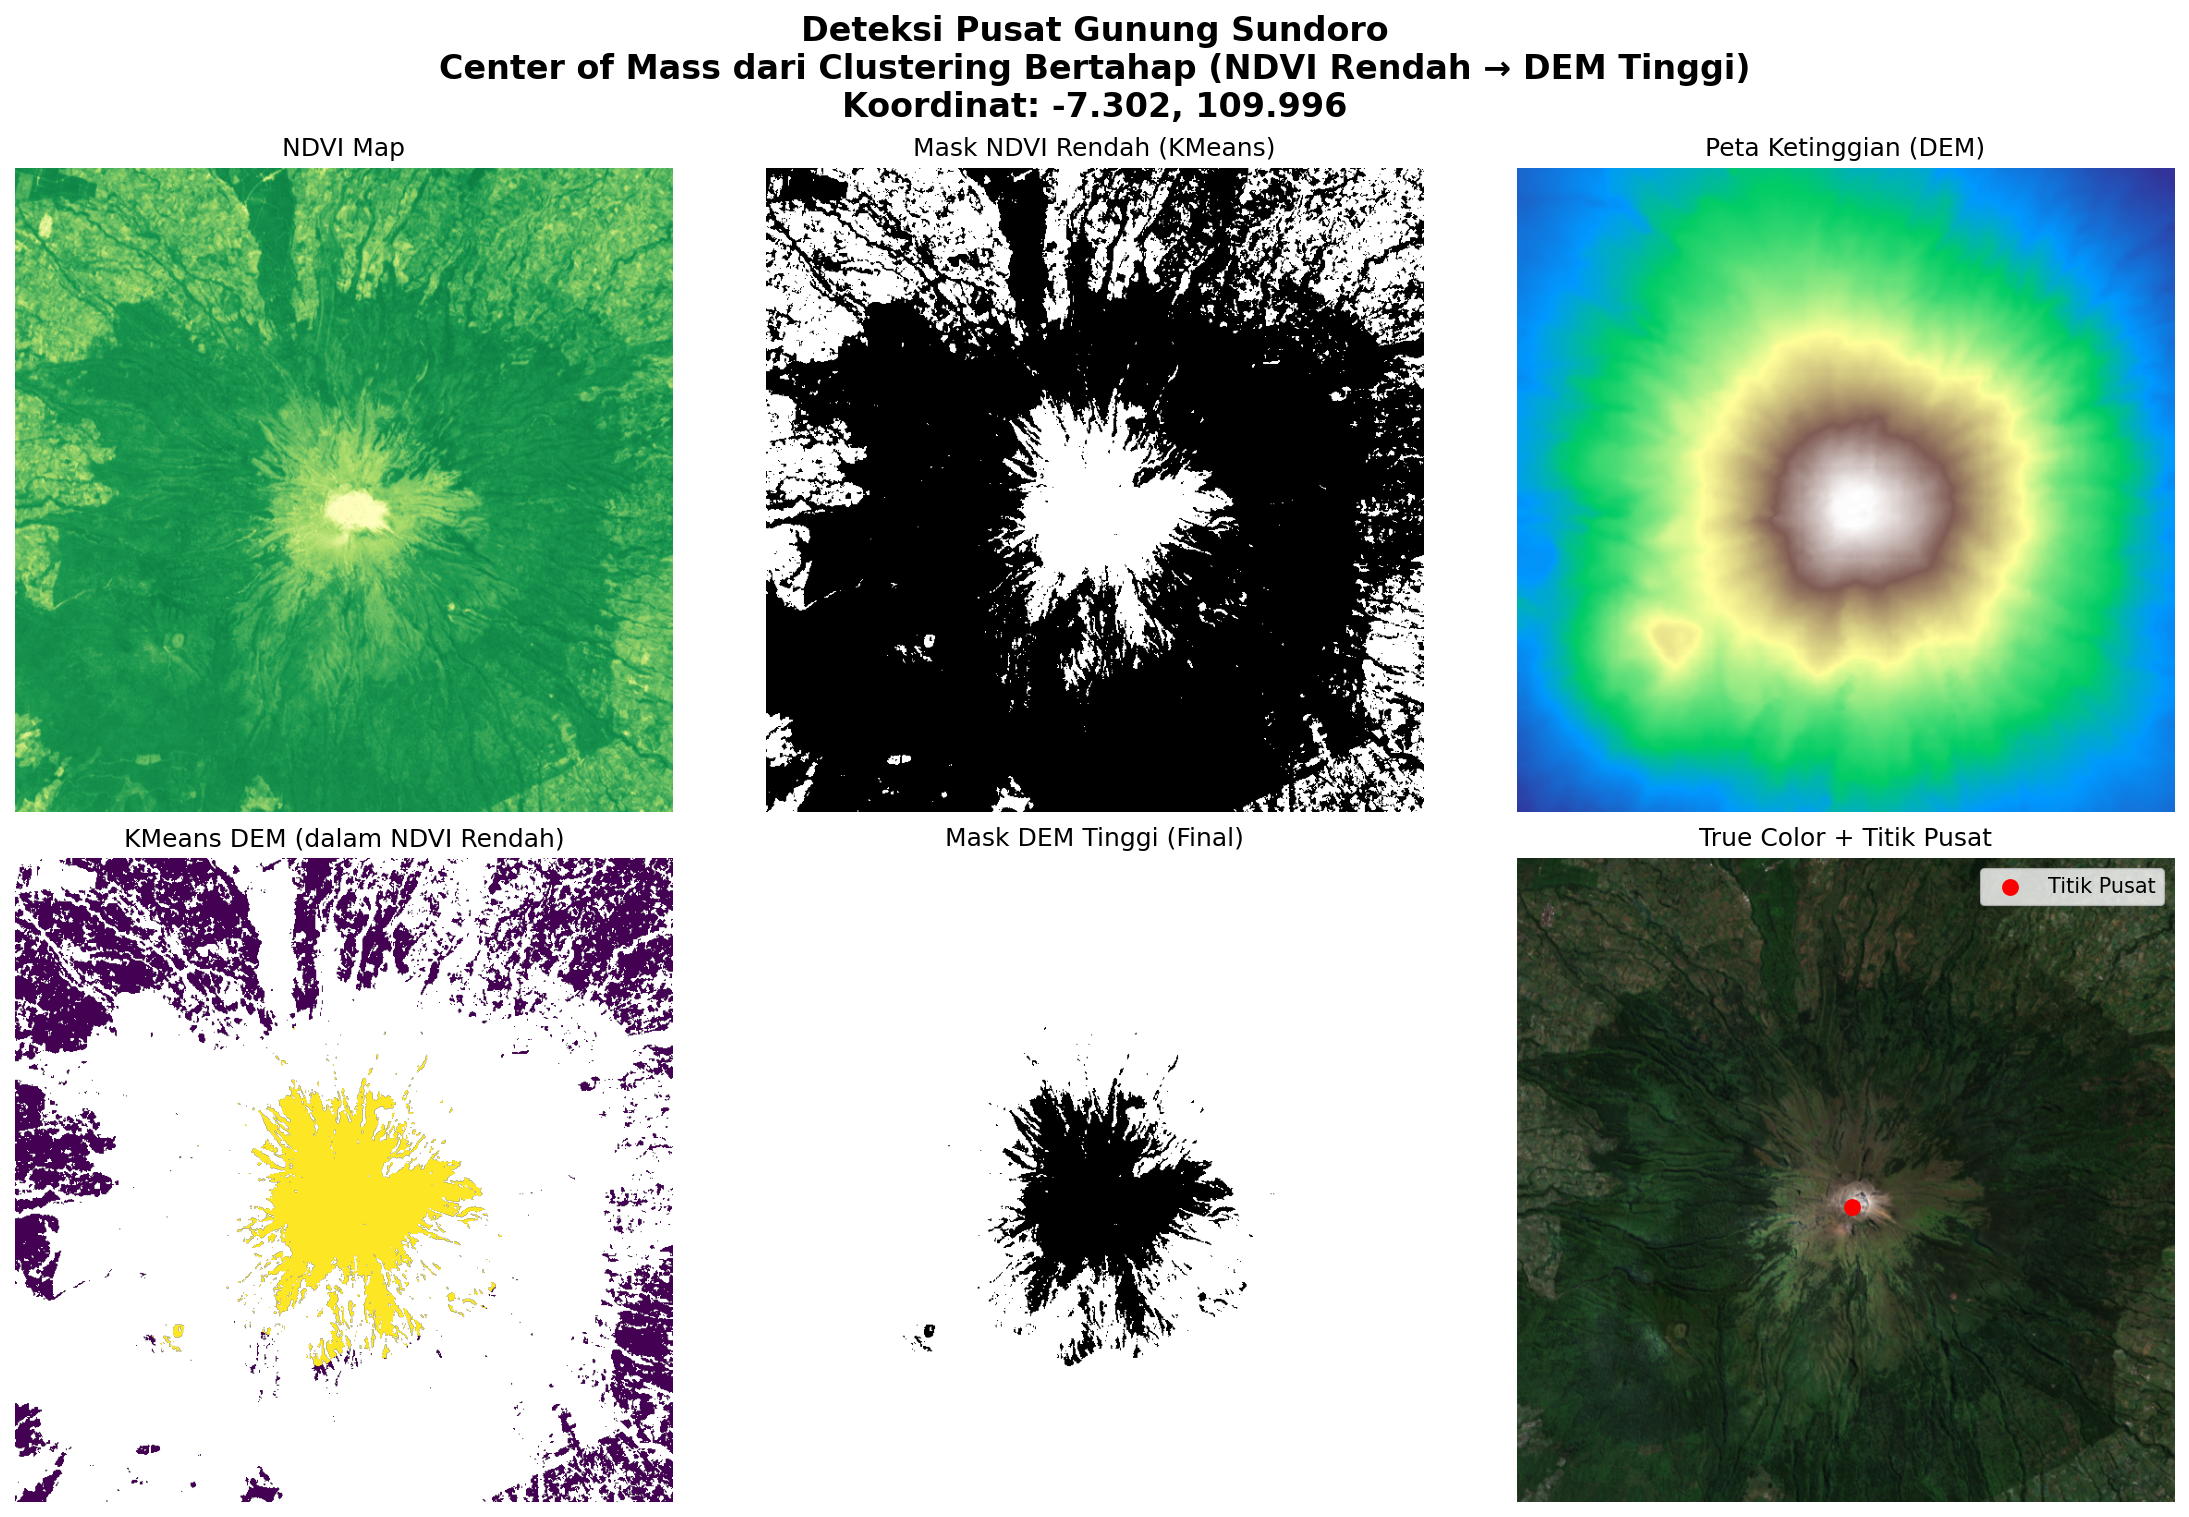 Deteksi Pusat Gunung Sundoro
Center of Mass dari Clustering Bertahap (NDVI Rendah → DEM Tinggi)
Koordinat: -7.302, 109.996
NDVI Map
Mask NDVI Rendah (KMeans)
Peta Ketinggian (DEM)
KMeans DEM (dalam NDVI Rendah)
Mask DEM Tinggi (Final)
True Color + Titik Pusat
Titik Pusat